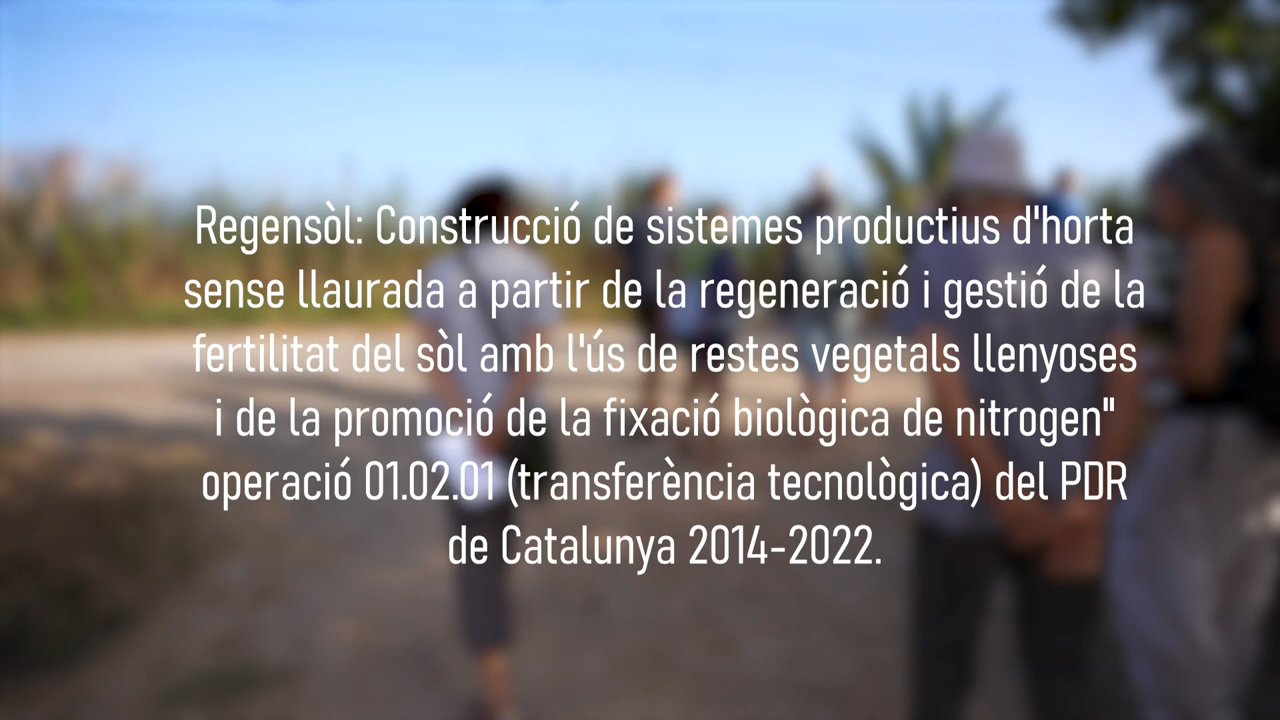 Regensòl: Construcció de sistemes productius d'horta
sense llaurada a partir de la regeneració i gestió de la
fertilitat del sòl amb l'ús de restes vegetals llenyoses
i de la promoció de la fixació biològica de nitrogen"
operació 01.02.01 (transferència tecnològica) del PDR
de Catalunya 2014-2022.